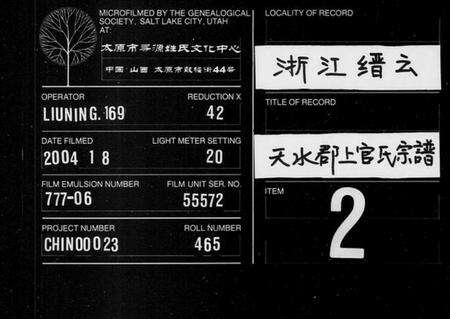 MICROFILMED BY THE GENEALOGICAL
SOCIETY, SALT LAKE CITY, UTAH
AT:
太原市寻源姓氏文化中心
中国·山西 太原市鼓楼街44号
OPERATOR
LIUNING.169
REDUCTION X
42
DATE FILMED
2004 1 8
LIGHT METER SETTING
20
FILM EMULSION NUMBER
777-06
FILM UNIT SER. NO.
55572
PROJECT NUMBER
CHINO0023
ROLL NUMBER
465
LOCALITY OF RECORD
浙江缙云
TITLE OF RECORD
天水郡上官氏宗譜
ITEM
2